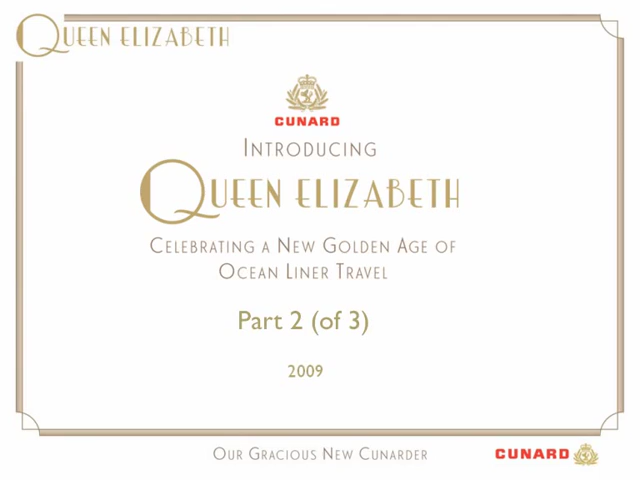 QUEEN ELIZABETH
CUNARD
INTRODUCING
QUEEN ELIZABETH
CELEBRATING A NEW GOLDEN AGE OF
OCEAN LINER TRAVEL
Part 2 (of 3)
2009
OUR GRACIOUS NEW CUNARDER
CUNARD